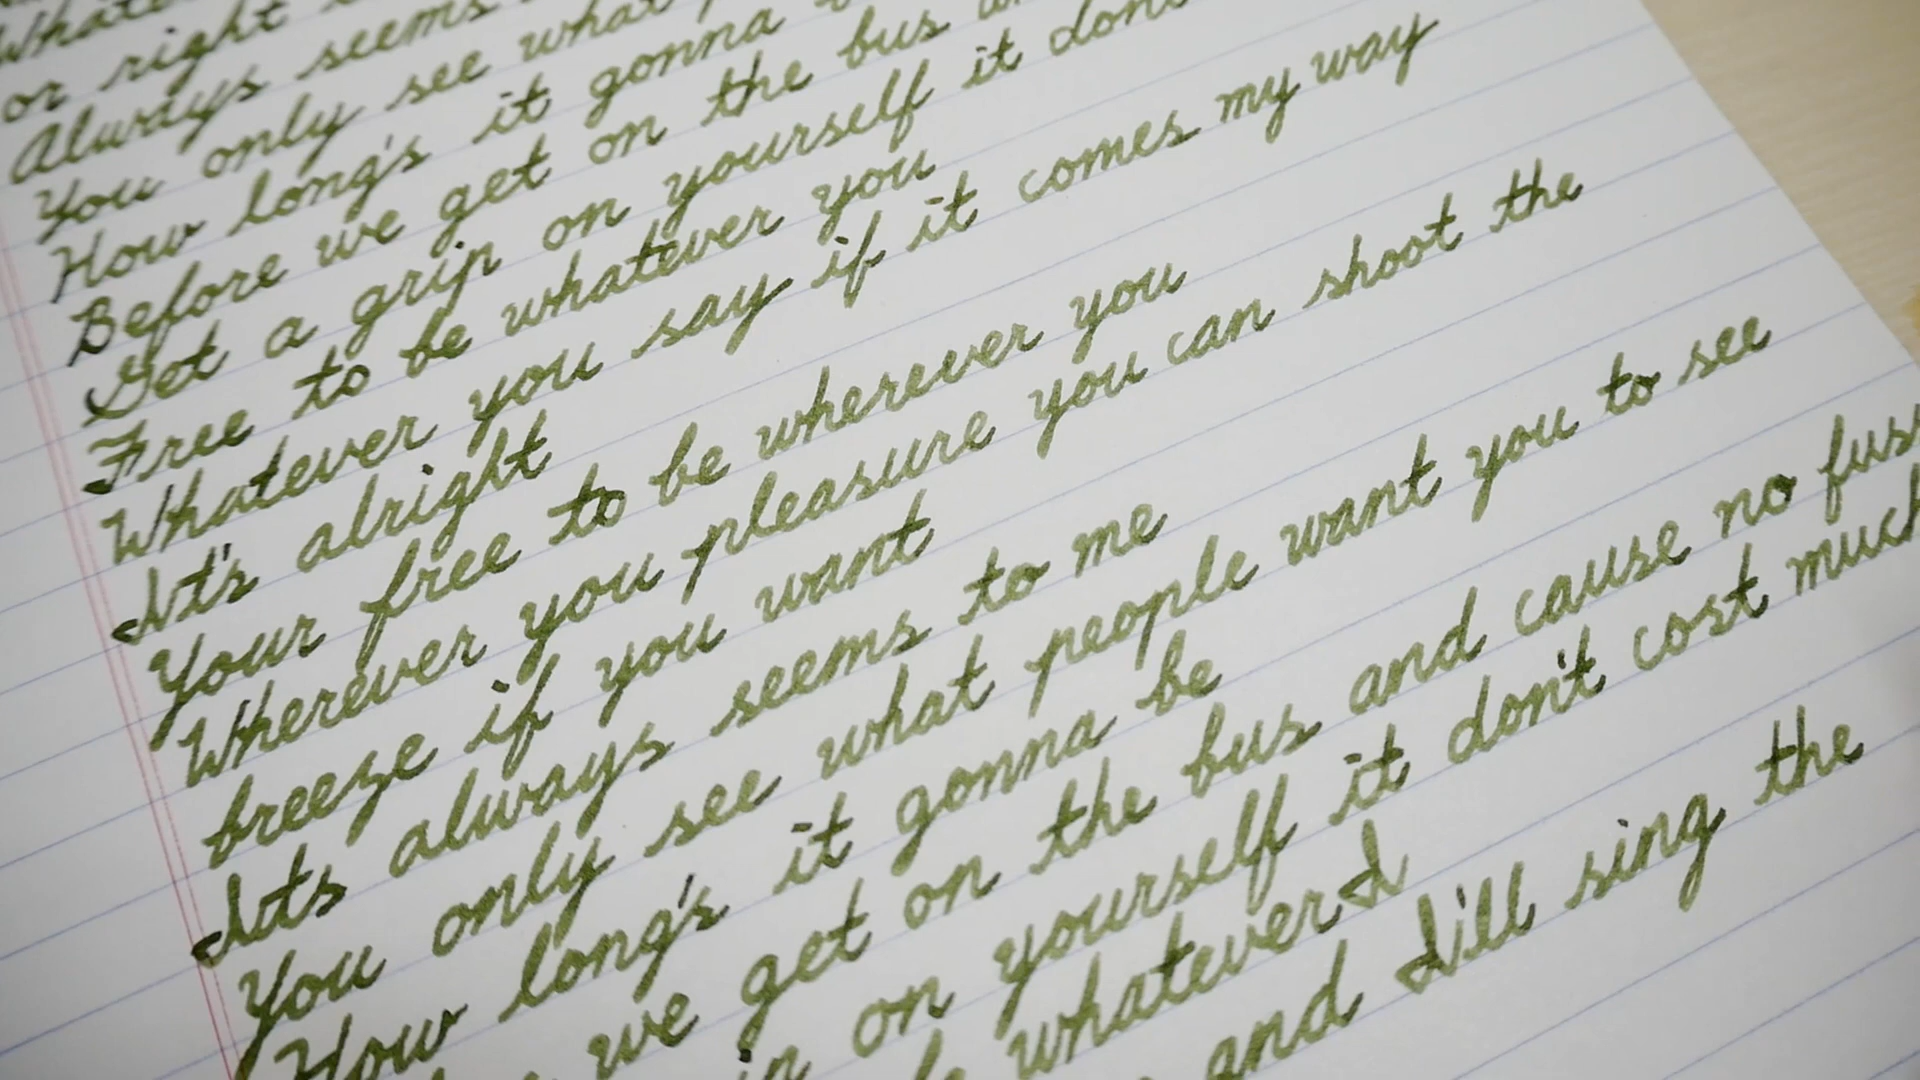 or right
Always seems
You only see what
How long's it gonna
Before we get on the bus
Get a grip on yourself it don't
Free to be whatever you
Whatever you say if it comes my way
It's alright
Your free to be wherever you
Wherever you pleasure you can shoot the
breeze if you want
Its always seems to me
You only see what people want you to see
How long's it gonna be
we get on the bus and cause no fuss
on yourself it don't cost much
whatever I
and I'll sing the